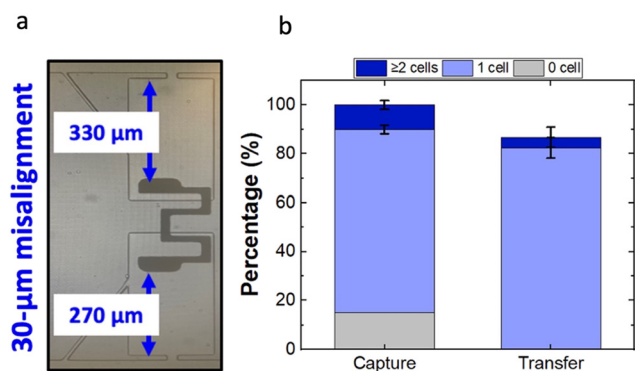 a
30-µm misalignment
330 µm
270 µm
b
≥2 cells 1 cell 0 cell
Percentage (%)
100
80
60
40
20
0
Capture Transfer